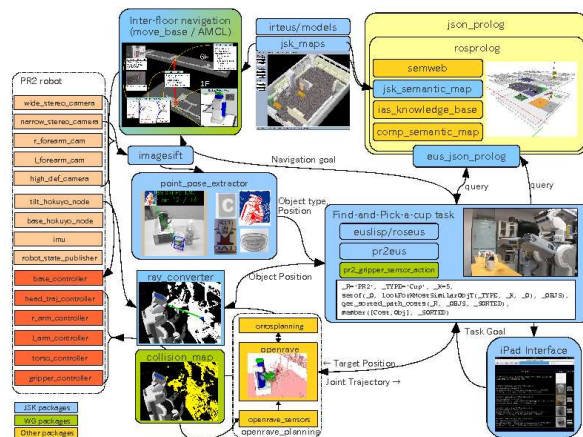 Inter-floor navigation
(move_base / AMCL)
irteus/models
jsk_maps
json_prolog
rosprolog
semweb
jsk_semantic_map
ias_knowledge_base
comp_semantic_map
eus_json_prolog
PR2 robot
wide_stereo_camera
narrow_stereo_camera
r_forearm_cam
l_forearm_cam
high_def_camera
tilt_hokuyo_node
base_hokuyo_node
imu
robot_state_publisher
base_controller
head_traj_controller
r_arm_controller
l_arm_controller
torso_controller
gripper_controller
imagesift
Navigation goal
query
query
point_pose_extractor
Object type,
Position
Find-and-Pick-a-cup task
euslisp/roseus
pr2eus
pr2_gripper_sensor_action
ray_converter
Object Position
collision_map
orrosplanning
openrave
openrave_sensors
openrave_planning
← Target Position
Joint Trajectory →
Task Goal
iPad Interface
JSK packages
WG packages
Other packages